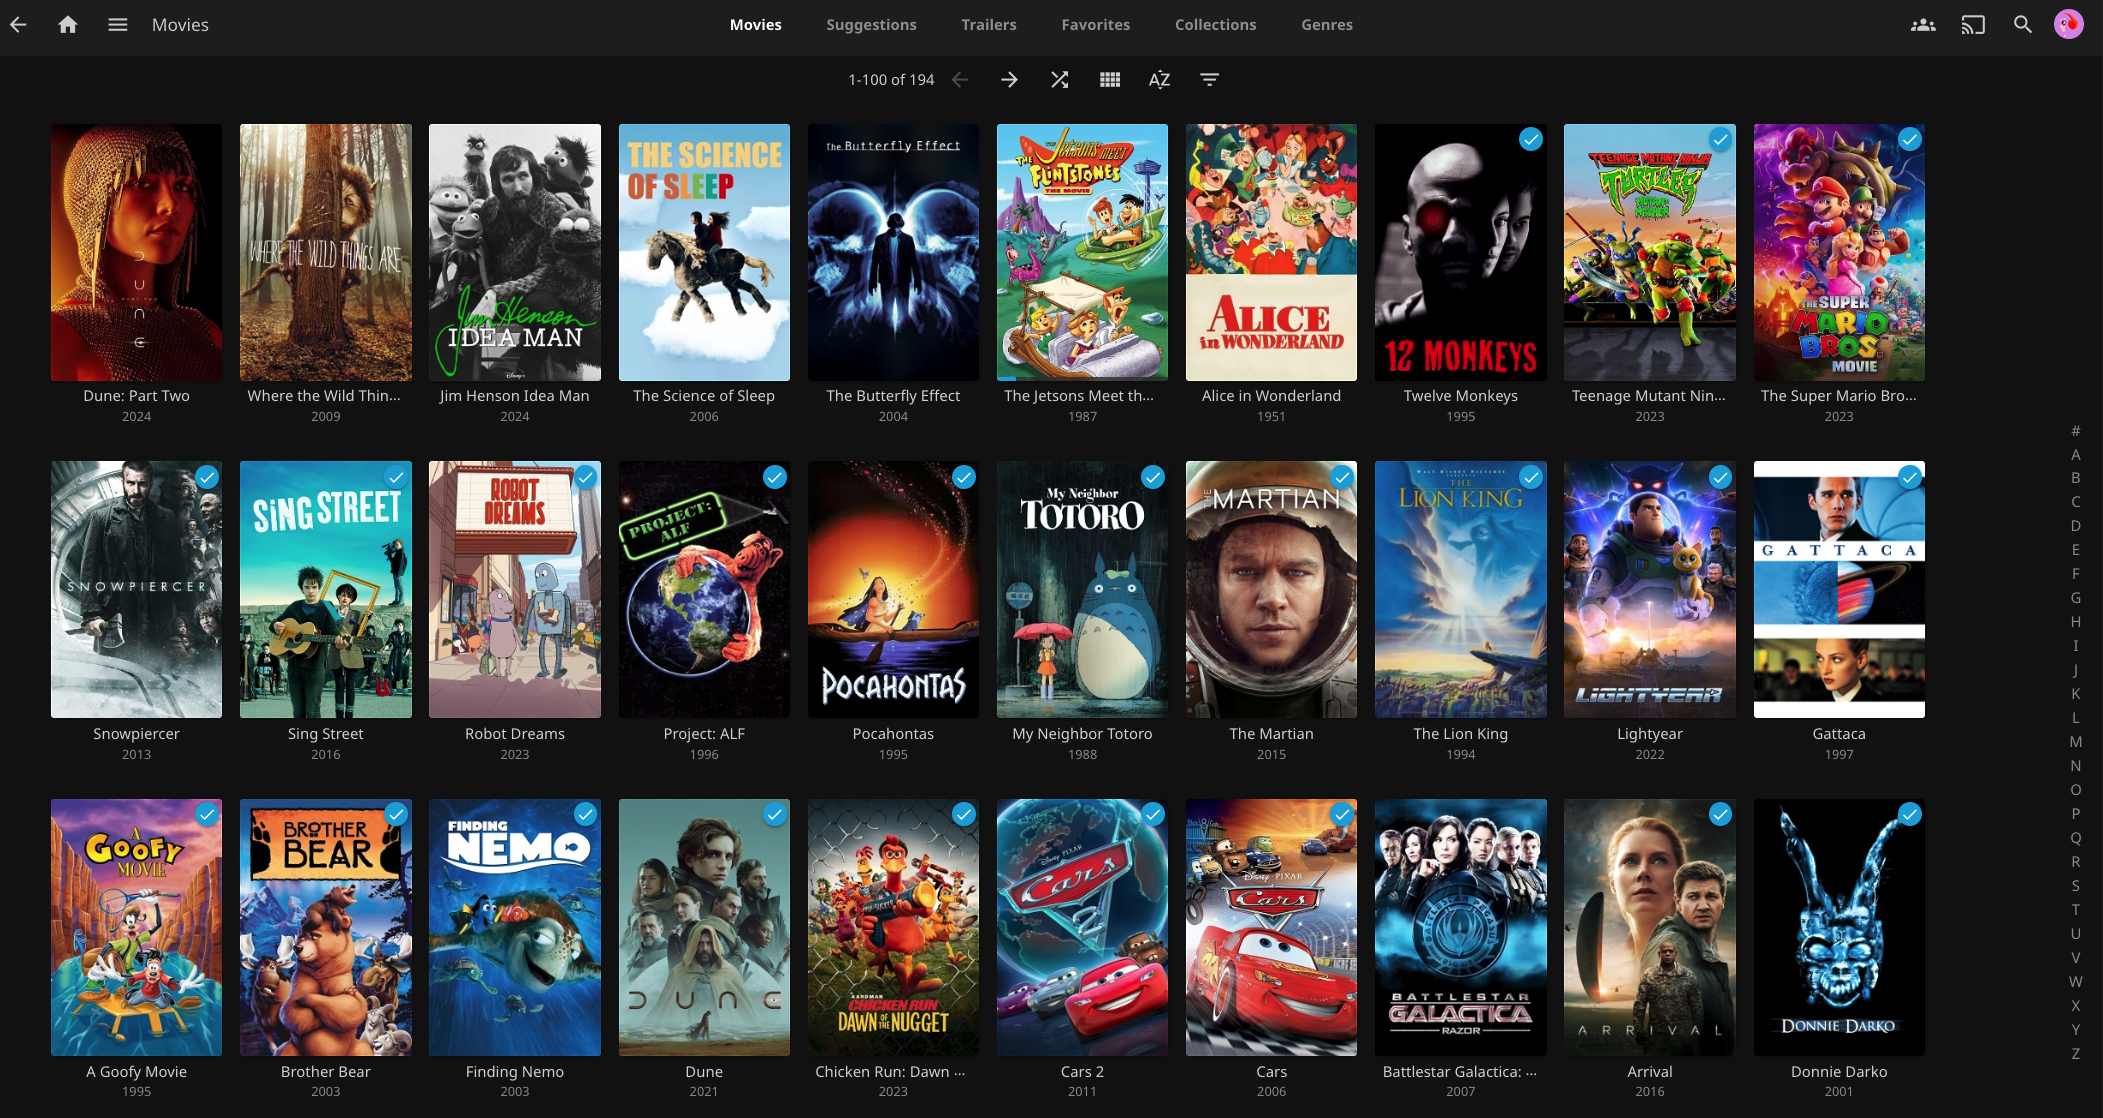 Movies
Movies Suggestions Trailers Favorites Collections Genres
1-100 of 194
AZ
DUNE
PART TWO
WHERE THE WILD THINGS ARE
Jim Henson
IDEA MAN
Disney+
THE SCIENCE
OF SLEEP
The Butterfly Effect
THE Jetsons MEET
THE FLINTSTONES
THE MOVIE
ALICE
in WONDERLAND
12 MONKEYS
TEENAGE MUTANT NINJA
TURTLES
MUTANT
MAYHEM
THE SUPER
MARIO
BROS.
MOVIE
Dune: Part Two
2024
Where the Wild Thin...
2009
Jim Henson Idea Man
2024
The Science of Sleep
2006
The Butterfly Effect
2004
The Jetsons Meet th...
1987
Alice in Wonderland
1951
Twelve Monkeys
1995
Teenage Mutant Nin...
2023
The Super Mario Bro...
2023
SNOWPIERCER
SING STREET
ROBOT
DREAMS
PROJECT:
ALF
POCAHONTAS
My Neighbor
TOTORO
THE MARTIAN
WALT DISNEY PICTURES
THE
LION KING
LIGHTYEAR
GATTACA
Snowpiercer
2013
Sing Street
2016
Robot Dreams
2023
Project: ALF
1996
Pocahontas
1995
My Neighbor Totoro
1988
The Martian
2015
The Lion King
1994
Lightyear
2022
Gattaca
1997
A
GOOFY
MOVIE
BROTHER
BEAR
FINDING
NEMO
DUNE
AARDMAN
CHICKEN RUN
DAWN OF THE NUGGET
Disney PIXAR
Cars
2
Disney · PIXAR
Cars
BATTLESTAR
GALACTICA
RAZOR
ARRIVAL
DONNIE DARKO
A Goofy Movie
1995
Brother Bear
2003
Finding Nemo
2003
Dune
2021
Chicken Run: Dawn ...
2023
Cars 2
2011
Cars
2006
Battlestar Galactica: ...
2007
Arrival
2016
Donnie Darko
2001
#
A
B
C
D
E
F
G
H
I
J
K
L
M
N
O
P
Q
R
S
T
U
V
W
X
Y
Z